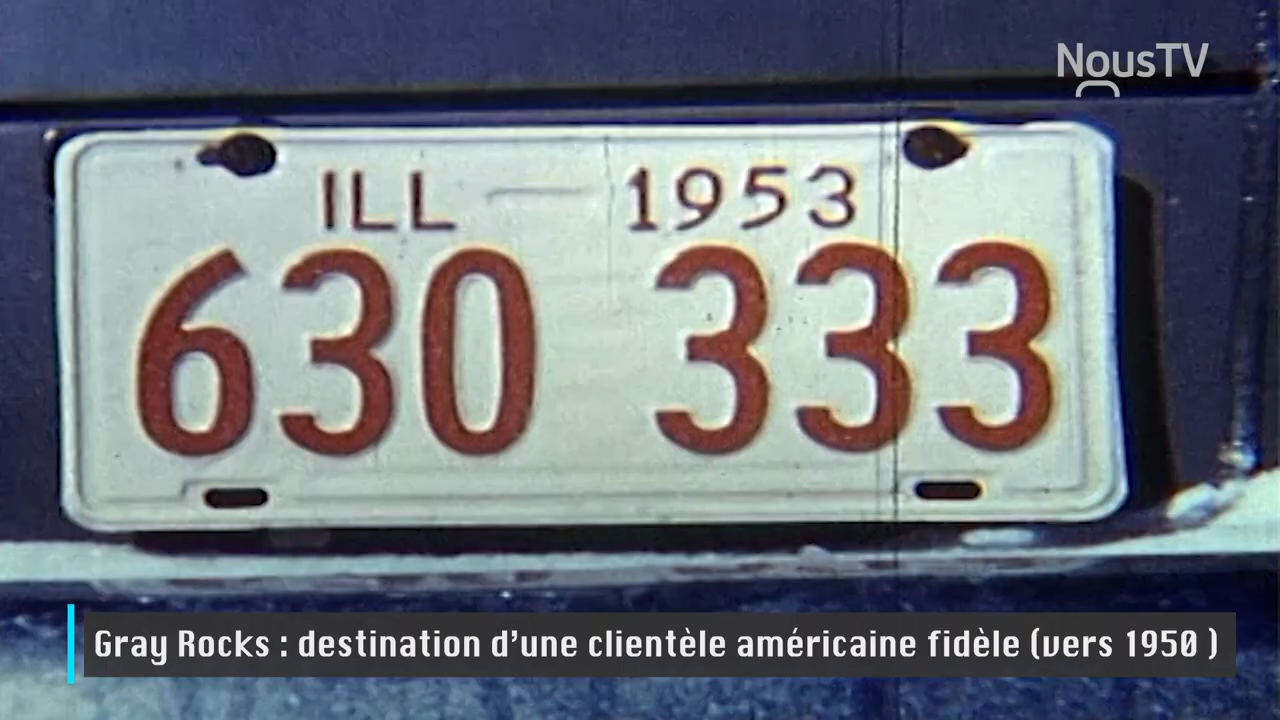 NousTV
ILL — 1953
630 333
Gray Rocks : destination d'une clientèle américaine fidèle (vers 1950 )